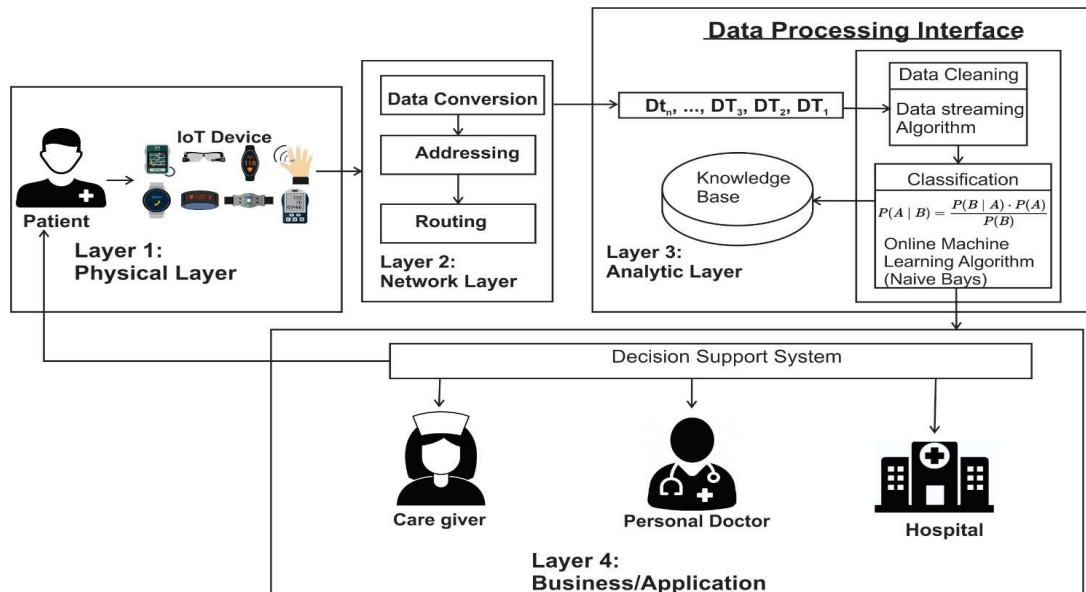 Data Processing Interface
IoT Device
Patient
Layer 1:
Physical Layer
Data Conversion
Addressing
Routing
Layer 2:
Network Layer
Dtₙ, ..., DT₃, DT₂, DT₁
Data Cleaning
Data streaming
Algorithm
Knowledge
Base
Classification
P(A | B) = P(B | A) · P(A) / P(B)
Online Machine
Learning Algorithm
(Naive Bays)
Layer 3:
Analytic Layer
Decision Support System
Care giver
Personal Doctor
Hospital
Layer 4:
Business/Application